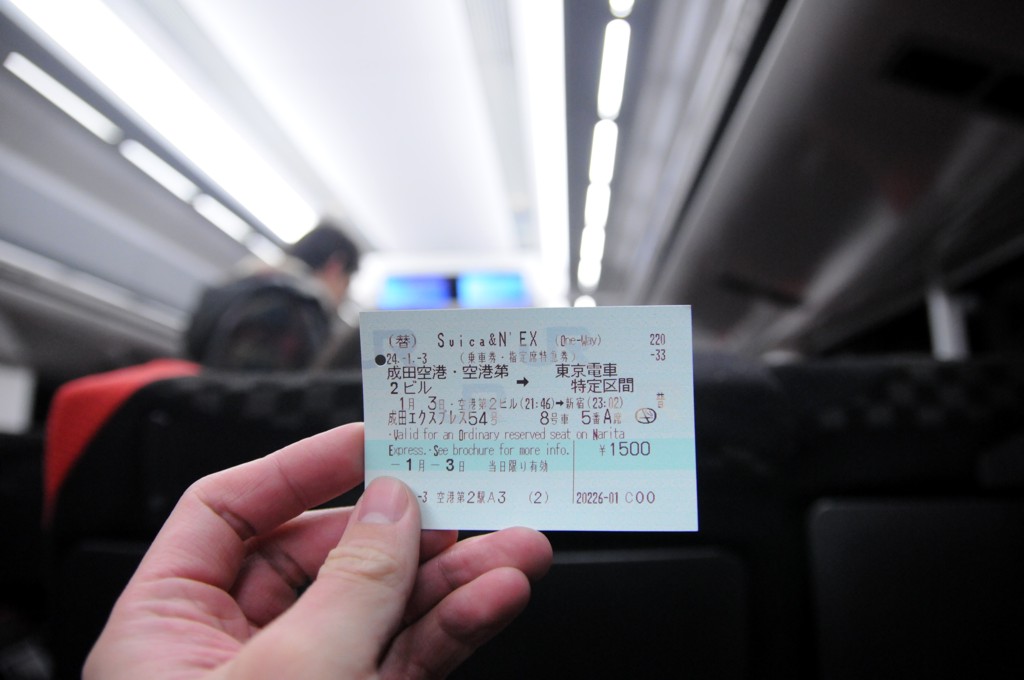 (替) Suica&N'EX (One-Way) 220
24.-1.-3 (乗車券・指定席特急券) -33
成田空港・空港第2ビル → 東京電車特定区間
1月 3日・空港第2ビル(21:46)→新宿(23:02)
成田エクスプレス54号 8号車 5番A席
・Valid for an Ordinary reserved seat on Narita
Express.・See brochure for more info. ¥1500
-1月-3日 当日限り有効
-3 空港第2駅A3 (2) 20226-01 C00